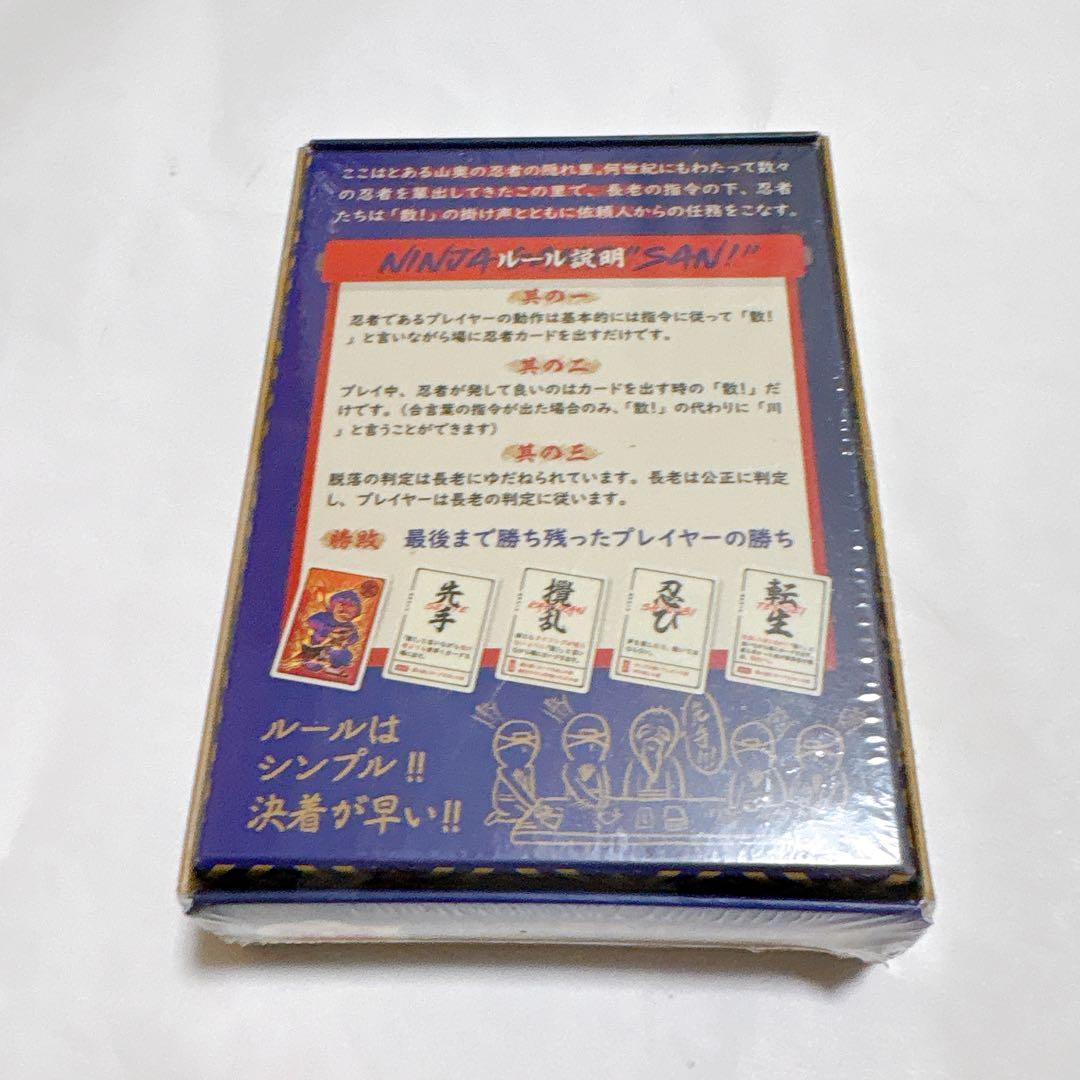 ここはとある山奥の忍者の隠れ里。何世紀にもわたって数々
の忍者を輩出してきたこの里で、長老の指令の下、忍者
たちは「散!」の掛け声とともに依頼人からの任務をこなす。
NINJA "SAN!"
ルール説明
其の一
忍者であるプレイヤーの動作は基本的には指令に従って「散!
」と言いながら場に忍者カードを出すだけです。
其の二
プレイ中、忍者が発して良いのはカードを出す時の「散!」だ
けです。(合言葉の指令が出た場合のみ、「散!」の代わりに「川
」と言うことができます)
其の三
脱落の判定は長老にゆだねられています。長老は公正に判定
し、プレイヤーは長老の判定に従います。
勝敗 最後まで勝ち残ったプレイヤーの勝ち
先手
攪乱
忍び
転生
ルールは
シンプル!!
決着が早い!!